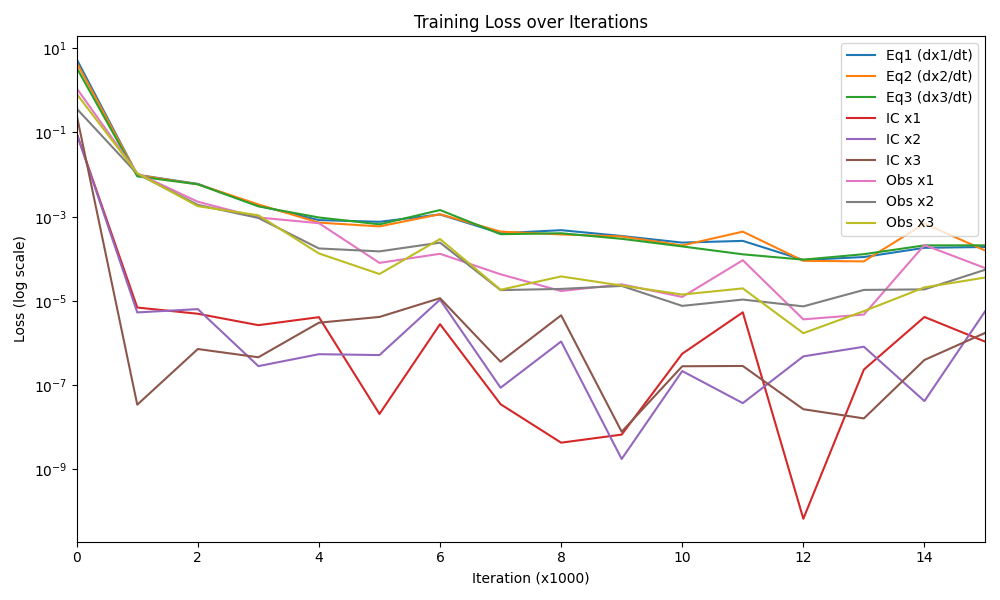 Training Loss over Iterations
Loss (log scale)
10^1
10^-1
10^-3
10^-5
10^-7
10^-9
Eq1 (dx1/dt)
Eq2 (dx2/dt)
Eq3 (dx3/dt)
IC x1
IC x2
IC x3
Obs x1
Obs x2
Obs x3
0 2 4 6 8 10 12 14
Iteration (x1000)